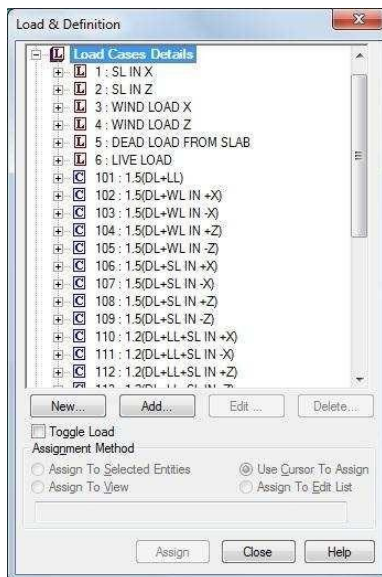 Load & Definition
Load Cases Details
1 : SL IN X
2 : SL IN Z
3 : WIND LOAD X
4 : WIND LOAD Z
5 : DEAD LOAD FROM SLAB
6 : LIVE LOAD
101 : 1.5(DL+LL)
102 : 1.5(DL+WL IN +X)
103 : 1.5(DL+WL IN -X)
104 : 1.5(DL+WL IN +Z)
105 : 1.5(DL+WL IN -Z)
106 : 1.5(DL+SL IN +X)
107 : 1.5(DL+SL IN -X)
108 : 1.5(DL+SL IN +Z)
109 : 1.5(DL+SL IN -Z)
110 : 1.2(DL+LL+SL IN +X)
111 : 1.2(DL+LL+SL IN -X)
112 : 1.2(DL+LL+SL IN +Z)
New... Add... Edit ... Delete...
Toggle Load
Assignment Method
Assign To Selected Entities Use Cursor To Assign
Assign To View Assign To Edit List
Assign Close Help